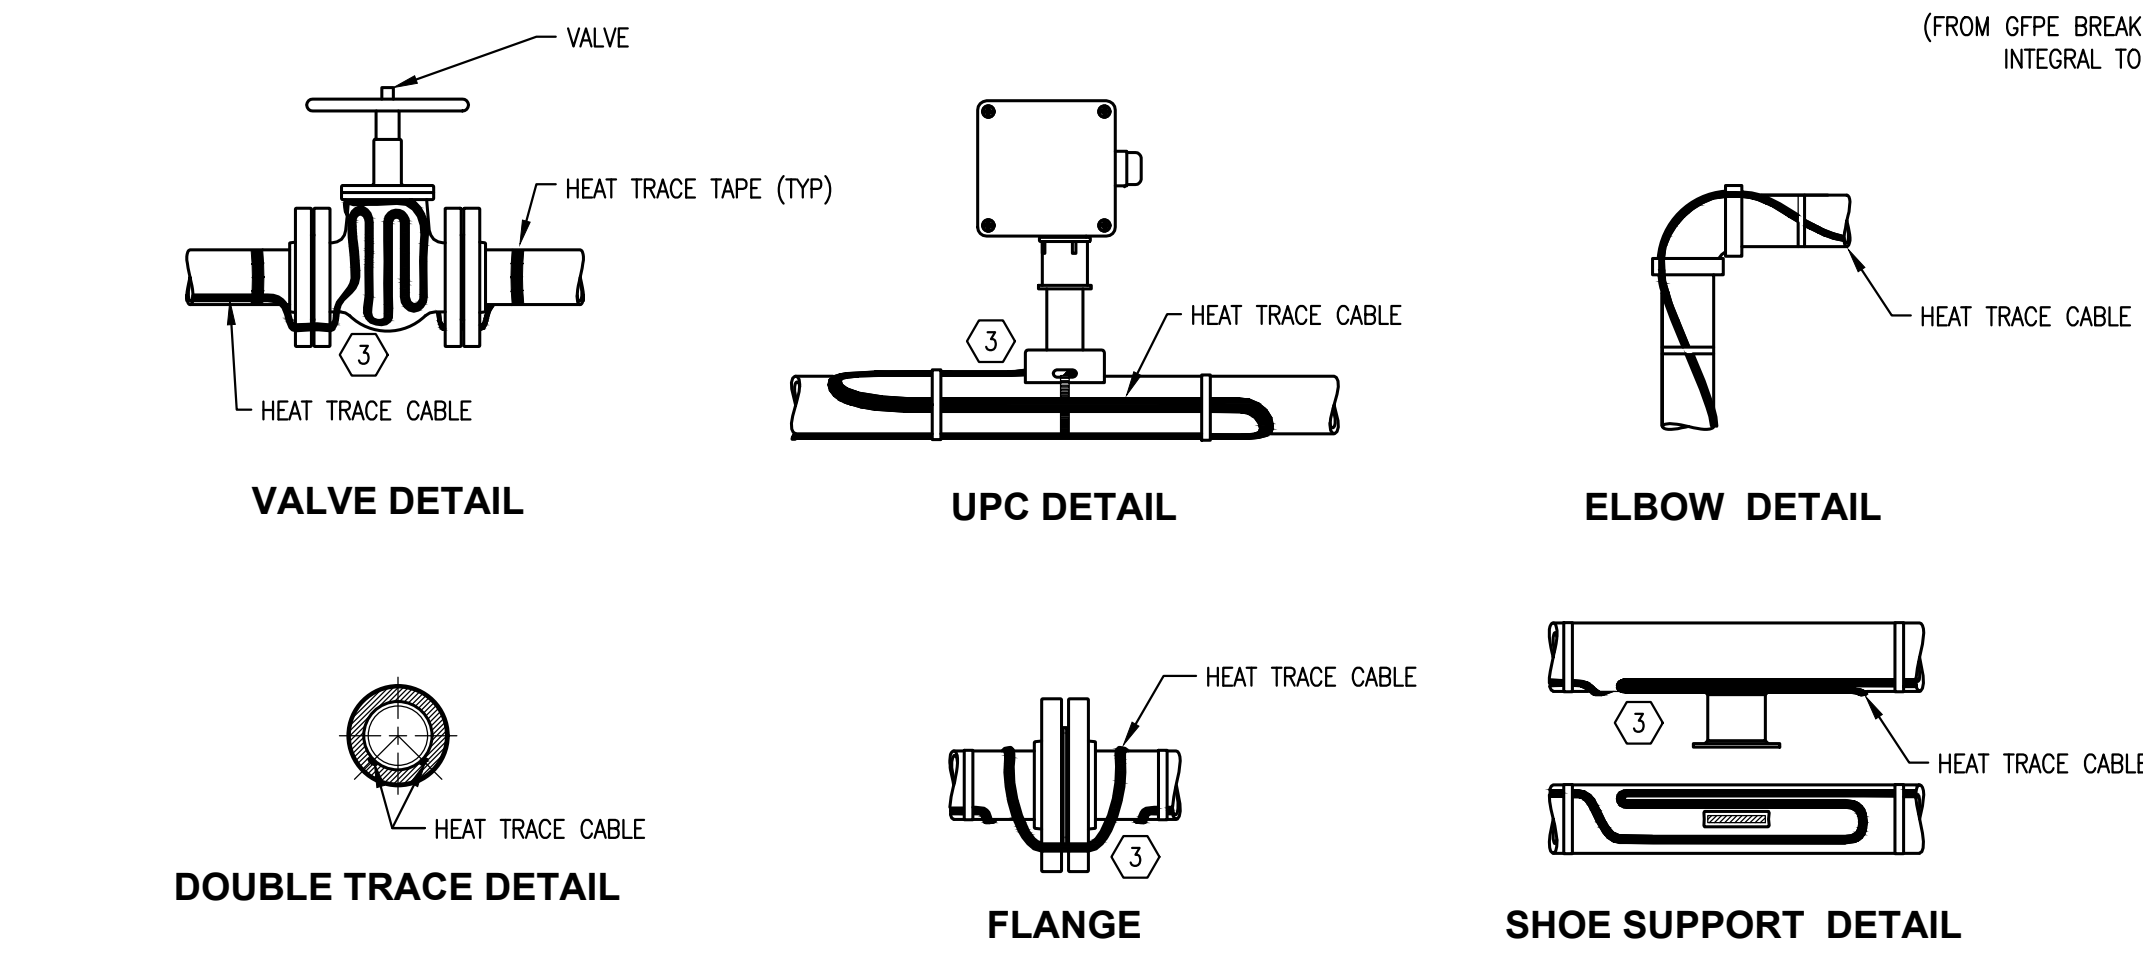 (FROM GFPE BREAK
INTEGRAL TO
VALVE
HEAT TRACE TAPE (TYP)
3
HEAT TRACE CABLE
VALVE DETAIL
3
HEAT TRACE CABLE
UPC DETAIL
HEAT TRACE CABLE
ELBOW DETAIL
HEAT TRACE CABLE
DOUBLE TRACE DETAIL
HEAT TRACE CABLE
3
FLANGE
3
HEAT TRACE CABLE
SHOE SUPPORT DETAIL